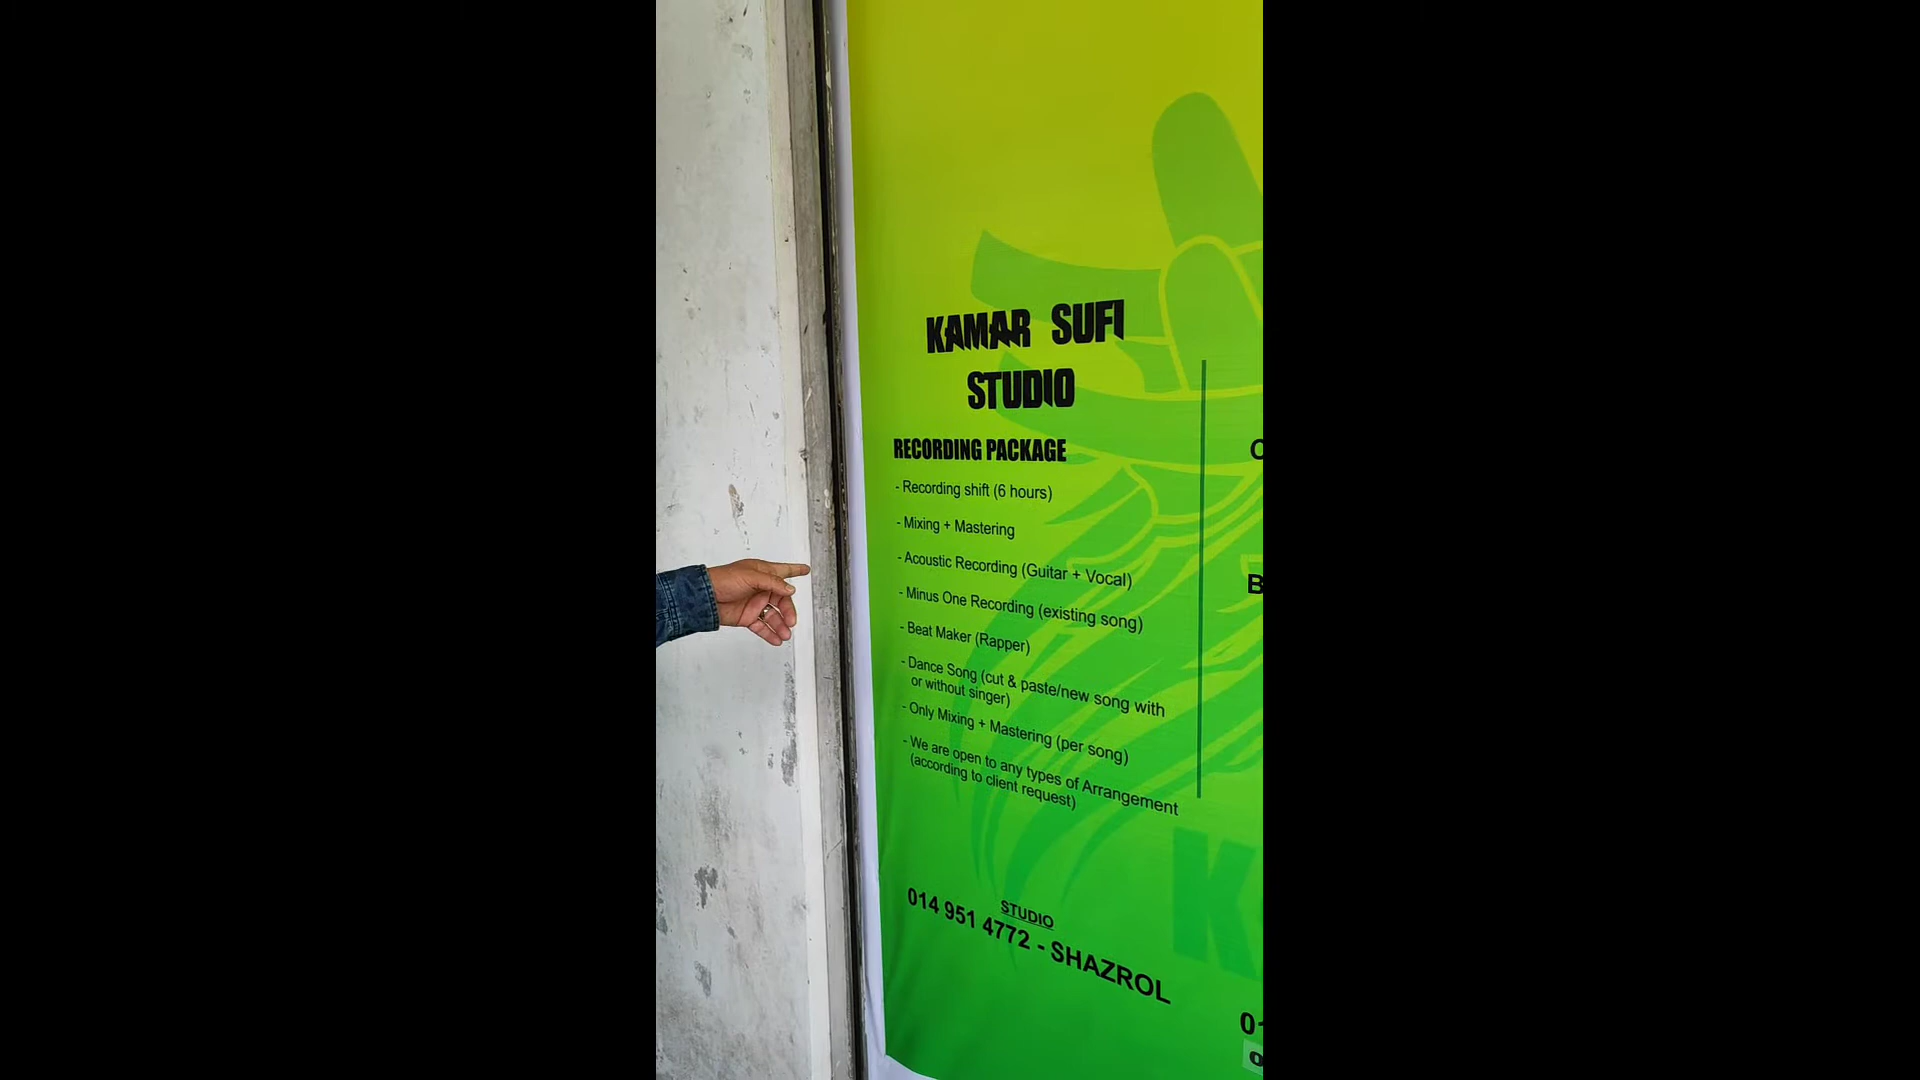 KAMAR SUFI
STUDIO
RECORDING PACKAGE
- Recording shift (6 hours)
- Mixing + Mastering
- Acoustic Recording (Guitar + Vocal)
- Minus One Recording (existing song)
- Beat Maker (Rapper)
- Dance Song (cut & paste/new song with
or without singer)
- Only Mixing + Mastering (per song)
- We are open to any types of Arrangement
(according to client request)
STUDIO
014 951 4772 - SHAZROL